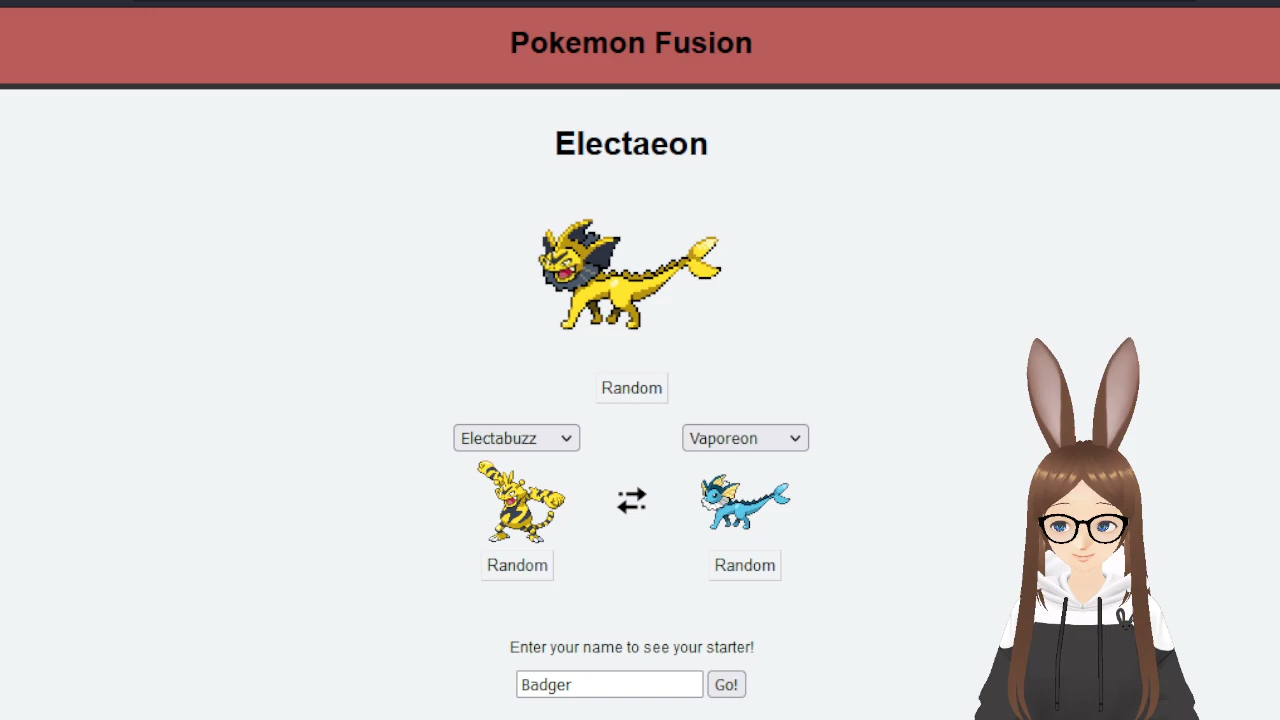 Pokemon Fusion
Electaeon
Random
Electabuzz
Vaporeon
Random
Random
Enter your name to see your starter!
Badger
Go!